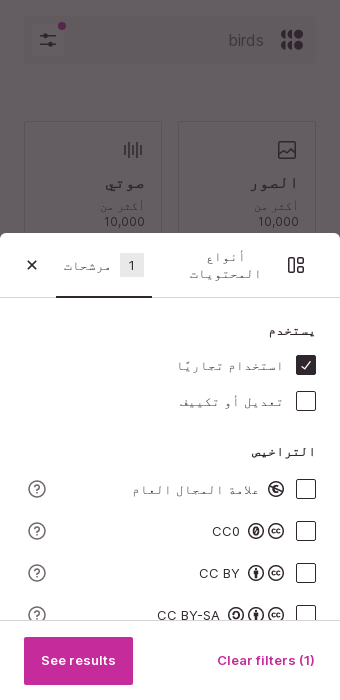 birds
الصور
أكثر من
10,000
صوتي
أكثر من
10,000
أنواع
المحتويات
مرشحات 1
يستخدم
استخدام تجاريًا
تعديل أو تكييف
التراخيص
علامة المجال العام
CC0
CC BY
CC BY-SA
Clear filters (1)
See results